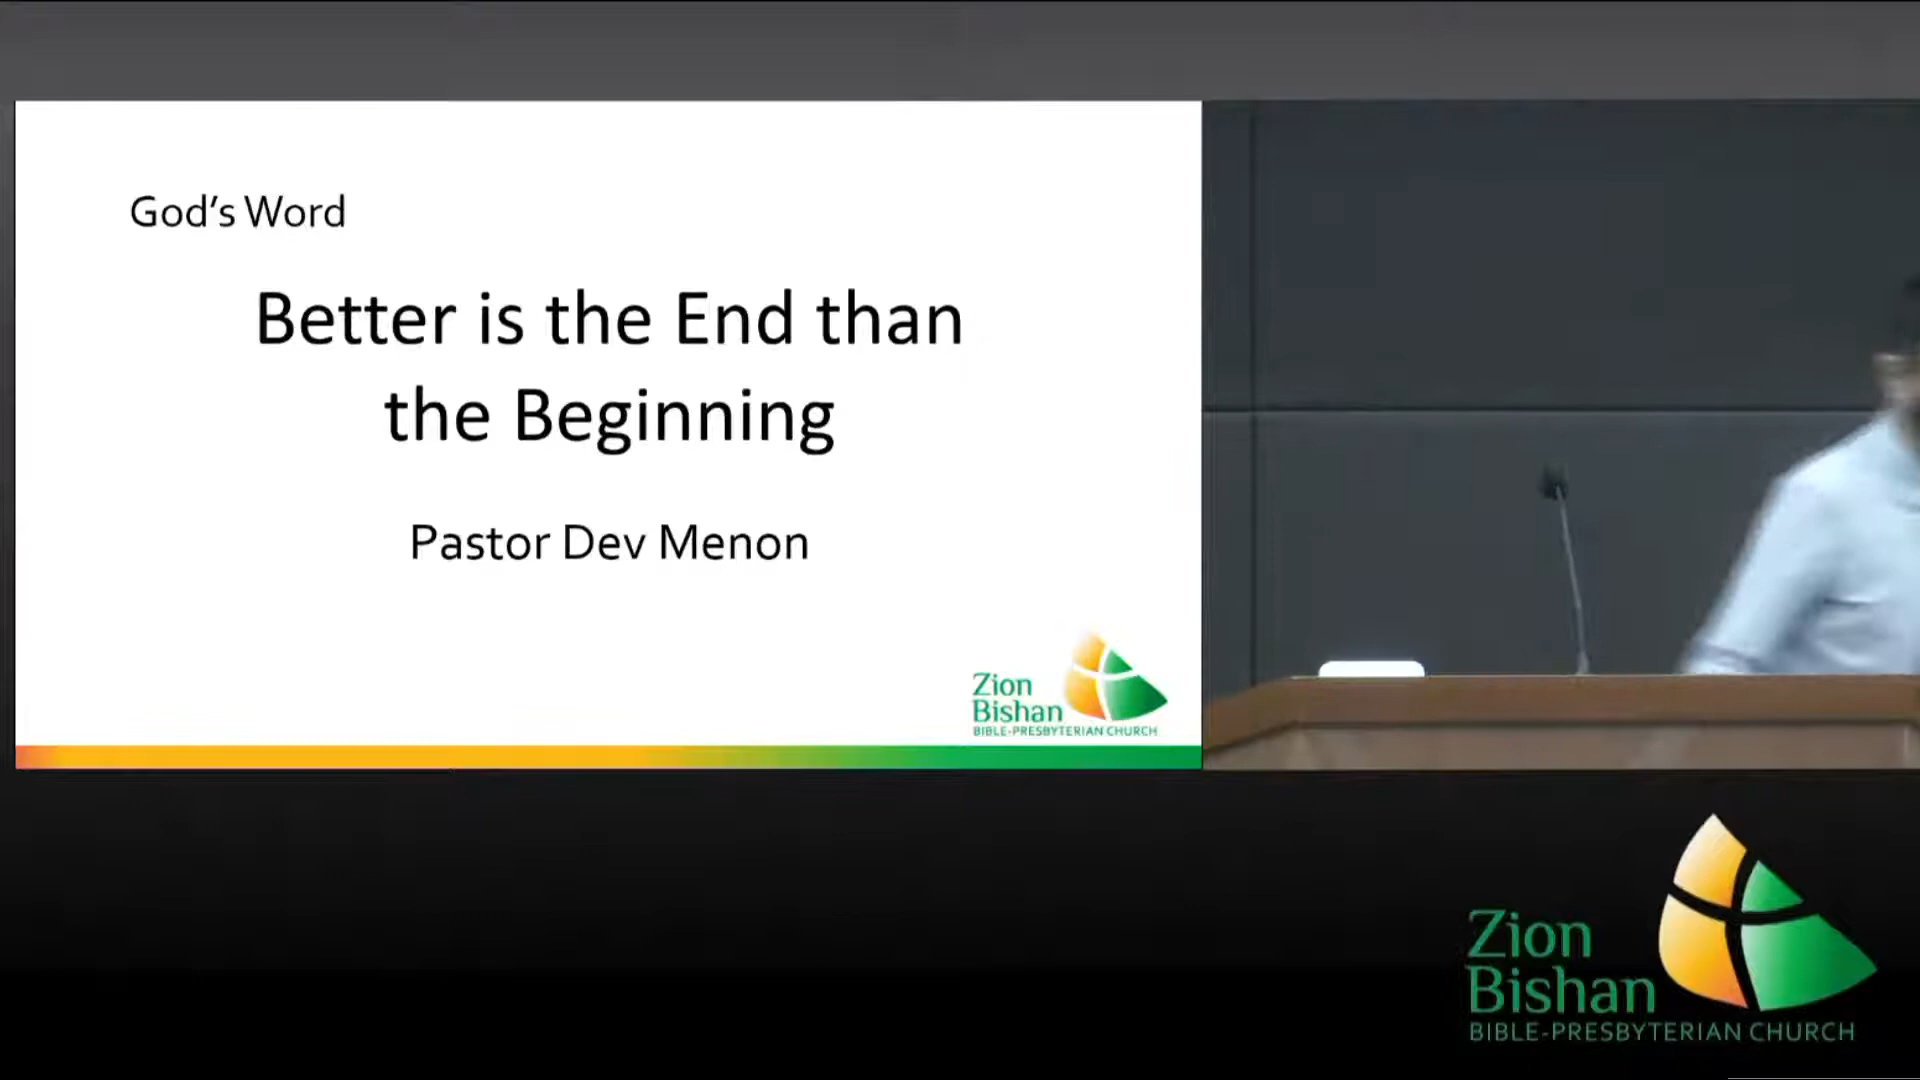 God's Word
Better is the End than
the Beginning
Pastor Dev Menon
Zion
Bishan
BIBLE-PRESBYTERIAN CHURCH
Zion
Bishan
BIBLE-PRESBYTERIAN CHURCH